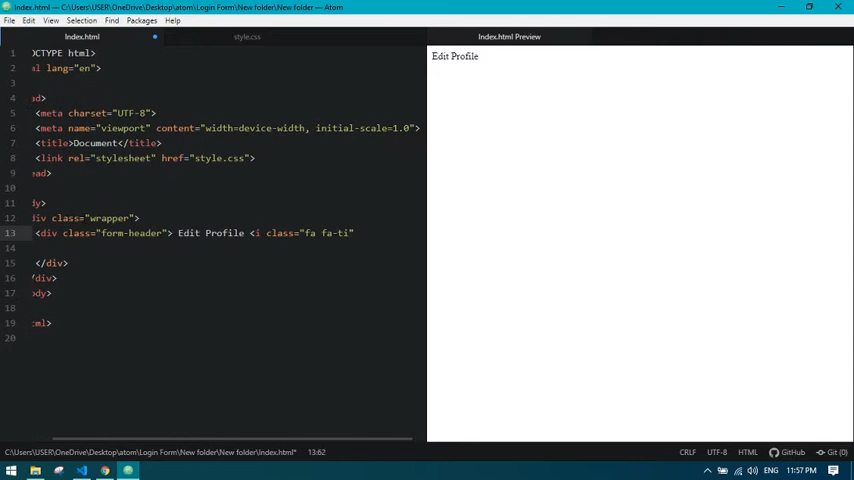 Index.html — C:\Users\USER\OneDrive\Desktop\atom\Login Form\New folder\New folder — Atom
File Edit View Selection Find Packages Help
Index.html
style.css
Index.html Preview
1 OCTYPE html>
2 ml lang="en">
3
4 ad>
5 <meta charset="UTF-8">
6 <meta name="viewport" content="width=device-width, initial-scale=1.0">
7 <title>Document</title>
8 <link rel="stylesheet" href="style.css">
9 ead>
10
11 dy>
12 div class="wrapper">
13 <div class="form-header"> Edit Profile <i class="fa fa-ti"
14
15 </div>
16 /div>
17 ody>
18
19 ml>
20
Edit Profile
C:\Users\USER\OneDrive\Desktop\atom\Login Form\New folder\New folder\Index.html* 13:62
CRLF UTF-8 HTML GitHub Git (0)
ENG 11:57 PM